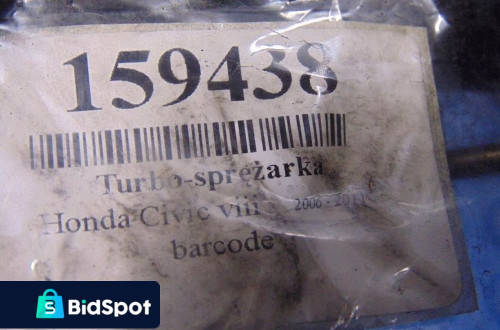 159438
Turbo-sprężarka
Honda Civic viii 2006 - 2011
barcode
BidSpot